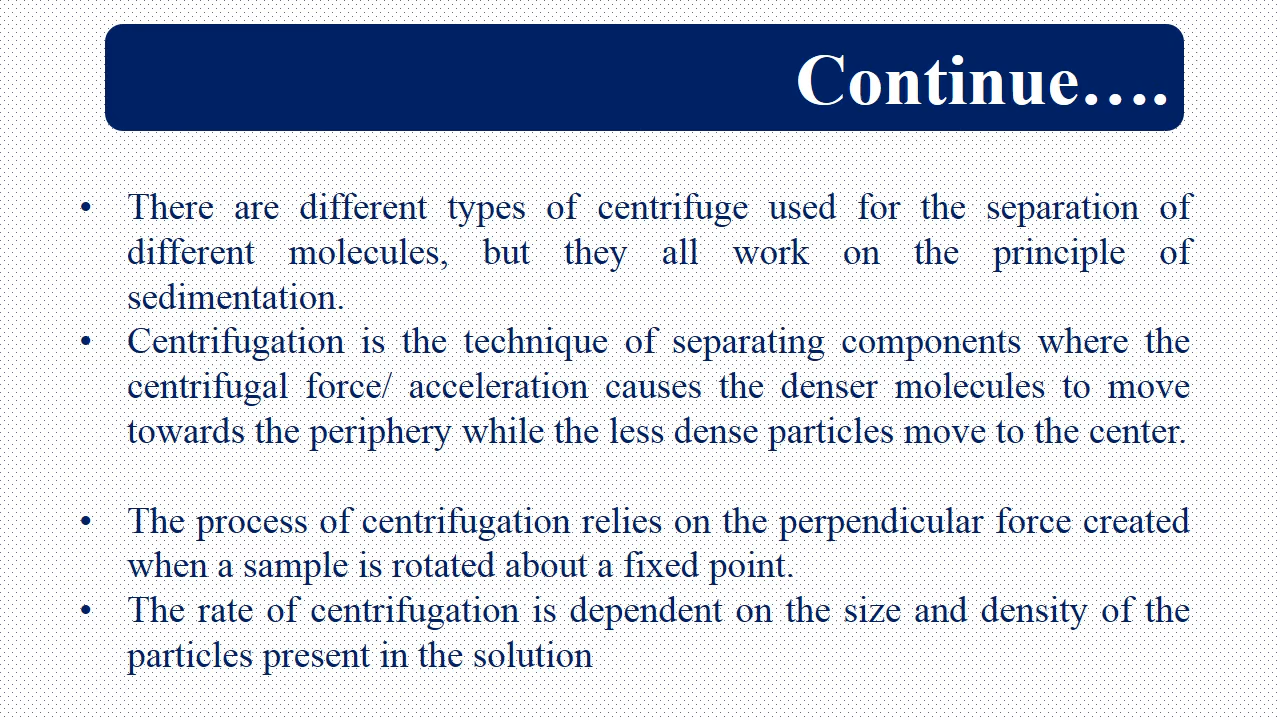 Continue….
• There are different types of centrifuge used for the separation of
different molecules, but they all work on the principle of
sedimentation.
• Centrifugation is the technique of separating components where the
centrifugal force/ acceleration causes the denser molecules to move
towards the periphery while the less dense particles move to the center.
• The process of centrifugation relies on the perpendicular force created
when a sample is rotated about a fixed point.
• The rate of centrifugation is dependent on the size and density of the
particles present in the solution